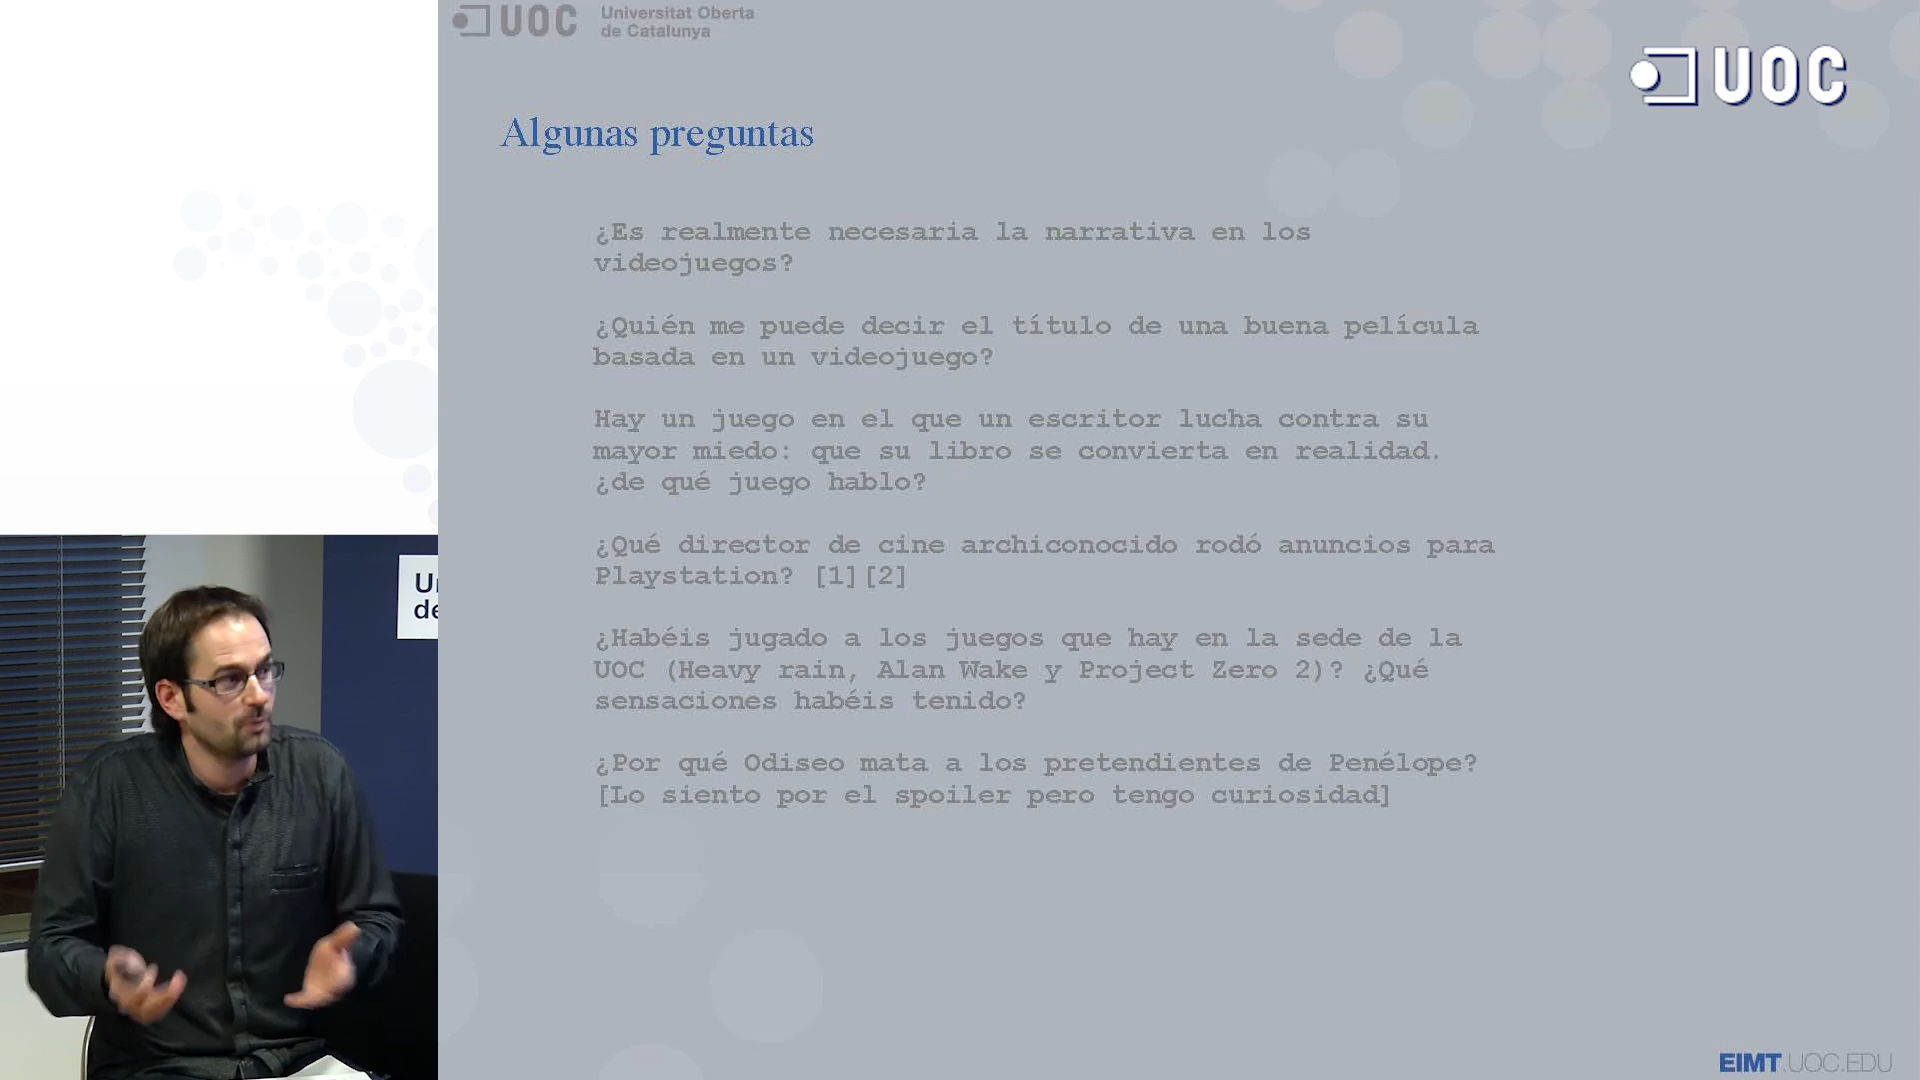 UOC
Universitat Oberta
de Catalunya
UOC
Algunas preguntas
¿Es realmente necesaria la narrativa en los
videojuegos?
¿Quién me puede decir el título de una buena película
basada en un videojuego?
Hay un juego en el que un escritor lucha contra su
mayor miedo: que su libro se convierta en realidad.
¿de qué juego hablo?
¿Qué director de cine archiconocido rodó anuncios para
Playstation? [1][2]
¿Habéis jugado a los juegos que hay en la sede de la
UOC (Heavy rain, Alan Wake y Project Zero 2)? ¿Qué
sensaciones habéis tenido?
¿Por qué Odiseo mata a los pretendientes de Penélope?
[Lo siento por el spoiler pero tengo curiosidad]
de
EIMT.UOC.EDU